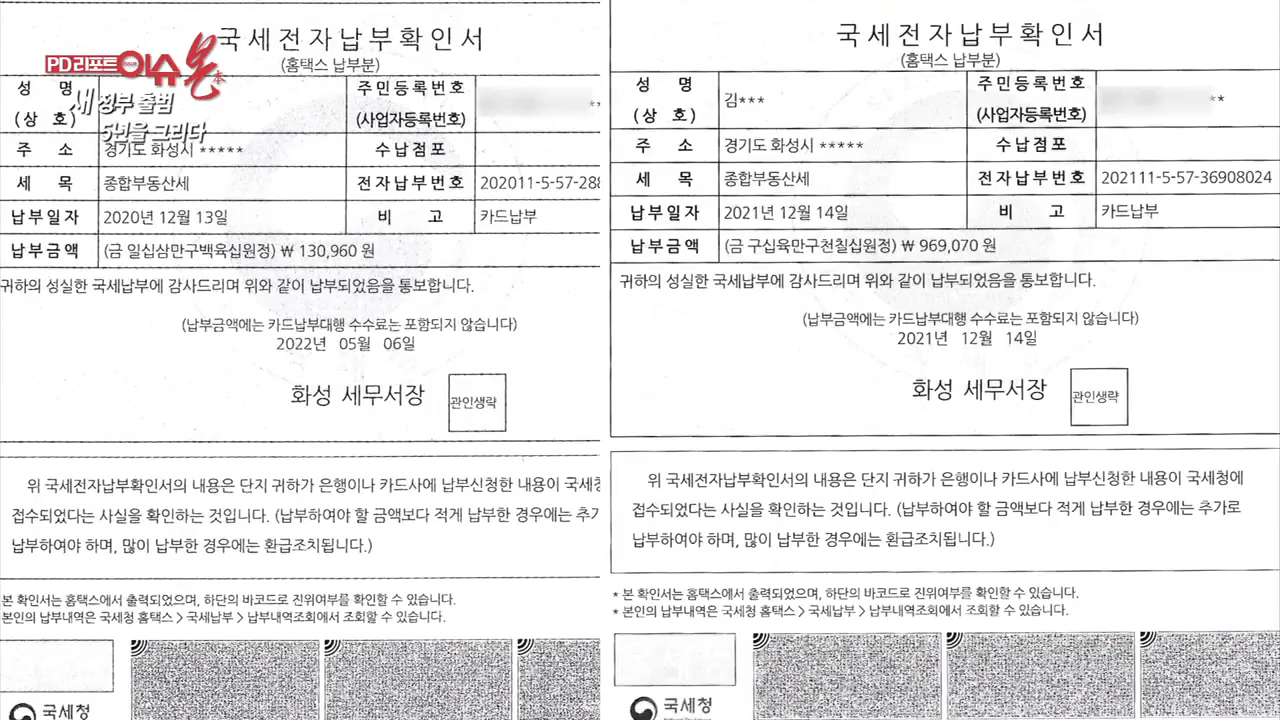 PD리포트 이슈 본 本
ISSUE
새 정부 출범
5년을 그리다
국세전자납부확인서
(홈택스 납부분)
성 명
(상 호)
주민등록번호
(사업자등록번호)
**
주 소
경기도 화성시 *****
수납점포
세 목
종합부동산세
전자납부번호
202011-5-57-288
납부일자
2020년 12월 13일
비 고
카드납부
납부금액
(금 일십삼만구백육십원정) ₩ 130,960 원
귀하의 성실한 국세납부에 감사드리며 위와 같이 납부되었음을 통보합니다.
(납부금액에는 카드납부대행 수수료는 포함되지 않습니다)
2022년 05월 06일
화성 세무서장
관인생략
위 국세전자납부확인서의 내용은 단지 귀하가 은행이나 카드사에 납부신청한 내용이 국세청
접수되었다는 사실을 확인하는 것입니다. (납부하여야 할 금액보다 적게 납부한 경우에는 추가
납부하여야 하며, 많이 납부한 경우에는 환급조치됩니다.)
본 확인서는 홈택스에서 출력되었으며, 하단의 바코드로 진위여부를 확인할 수 있습니다.
본인의 납부내역은 국세청 홈택스 > 국세납부 > 납부내역조회에서 조회할 수 있습니다.
국세청
국세전자납부확인서
(홈택스 납부분)
성 명
(상 호)
김***
주민등록번호
(사업자등록번호)
**
주 소
경기도 화성시 *****
수납점포
세 목
종합부동산세
전자납부번호
202111-5-57-36908024
납부일자
2021년 12월 14일
비 고
카드납부
납부금액
(금 구십육만구천칠십원정) ₩ 969,070 원
귀하의 성실한 국세납부에 감사드리며 위와 같이 납부되었음을 통보합니다.
(납부금액에는 카드납부대행 수수료는 포함되지 않습니다)
2021년 12월 14일
화성 세무서장
관인생략
위 국세전자납부확인서의 내용은 단지 귀하가 은행이나 카드사에 납부신청한 내용이 국세청에
접수되었다는 사실을 확인하는 것입니다. (납부하여야 할 금액보다 적게 납부한 경우에는 추가로
납부하여야 하며, 많이 납부한 경우에는 환급조치됩니다.)
* 본 확인서는 홈택스에서 출력되었으며, 하단의 바코드로 진위여부를 확인할 수 있습니다.
* 본인의 납부내역은 국세청 홈택스 > 국세납부 > 납부내역조회에서 조회할 수 있습니다.
국세청